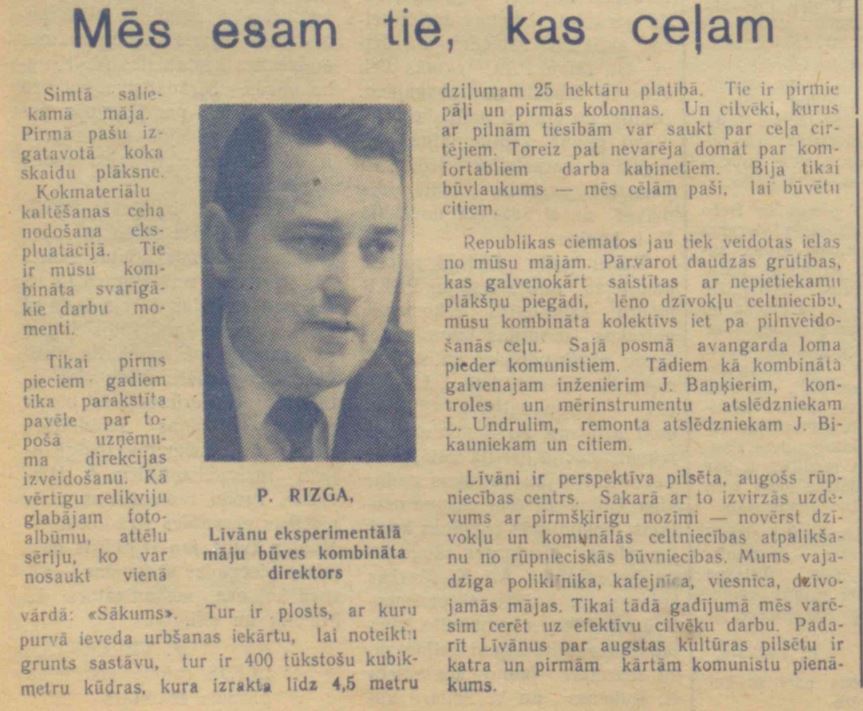 Mēs esam tie, kas ceļam
Simtā salie-
kamā māja.
Pirmā pašu iz-
gatavotā koka
skaidu plāksne.
Kokmateriālu
kaltēšanas ceha
nodošana eks-
pluatācijā. Tie
ir mūsu kom-
bināta svarīgā-
kie darbu mo-
menti.
Tikai pirms
pieciem gadiem
tika parakstīta
pavēle par to-
pošā uzņēmu-
ma direkcijas
izveidošanu. Kā
vērtīgu relikviju
glabājam foto-
albūmu, attēlu
sēriju, ko var
nosaukt vienā
vārdā: «Sākums». Tur ir plosts, ar kuru
purvā ieveda urbšanas iekārtu, lai noteiktu
grunts sastāvu, tur ir 400 tūkstošu kubik-
metru kūdras, kura izrakta līdz 4,5 metru
P. RIZGA,
Līvānu eksperimentālā
māju būves kombināta
direktors
dziļumam 25 hektāru platībā. Tie ir pirmie
pāļi un pirmās kolonnas. Un cilvēki, kurus
ar pilnām tiesībām var saukt par ceļa cir-
tējiem. Toreiz pat nevarēja domāt par kom-
fortabliem darba kabinetiem. Bija tikai
būvlaukums — mēs cēlām paši, lai būvētu
citiem.
Republikas ciematos jau tiek veidotas ielas
no mūsu mājām. Pārvarot daudzās grūtības,
kas galvenokārt saistītas ar nepietiekamu
plākšņu piegādi, lēno dzīvokļu celtniecību,
mūsu kombināta kolektīvs iet pa pilnveido-
šanās ceļu. Šajā posmā avangarda loma
pieder komunistiem. Tādiem kā kombināta
galvenajam inženierim J. Baņķierim, kon-
troles un mērinstrumentu atslēdzniekam
L. Undrulim, remonta atslēdzniekam J. Bi-
kauniekam un citiem.
Līvāni ir perspektīva pilsēta, augošs rūp-
niecības centrs. Sakarā ar to izvirzās uzde-
vums ar pirmšķirīgu nozīmi — novērst dzī-
vokļu un komunālās celtniecības atpalikša-
nu no rūpnieciskās būvniecības. Mums vaja-
dzīga poliklīnika, kafejnīca, viesnīca, dzīvo-
jamās mājas. Tikai tādā gadījumā mēs varē-
sim cerēt uz efektīvu cilvēku darbu. Pada-
rīt Līvānus par augstas kultūras pilsētu ir
katra un pirmām kārtām komunistu pienā-
kums.